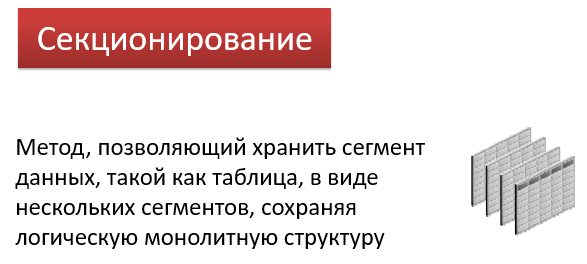 Секционирование
Метод, позволяющий хранить сегмент
данных, такой как таблица, в виде
нескольких сегментов, сохраняя
логическую монолитную структуру